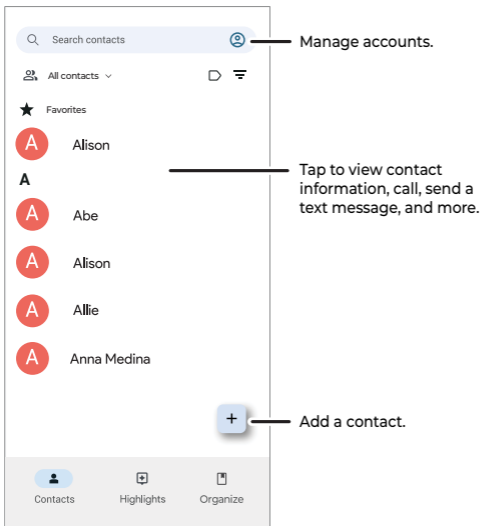 Search contacts
Manage accounts.
All contacts
Favorites
A Alison
Tap to view contact
information, call, send a
text message, and more.
A
A Abe
A Alison
A Allie
A Anna Medina
+
Add a contact.
Contacts Highlights Organize